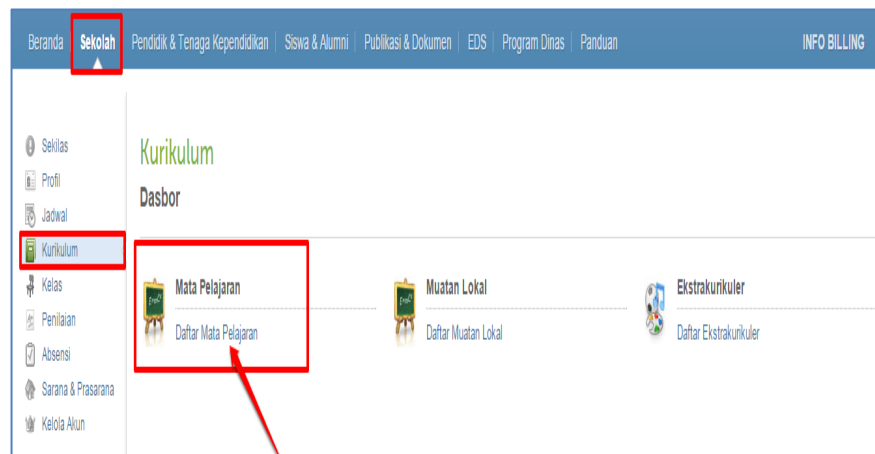 Beranda Sekolah Pendidik & Tenaga Kependidikan Siswa & Alumni Publikasi & Dokumen EDS Program Dinas Panduan INFO BILLING
Sekilas
Profil
Jadwal
Kurikulum
Kelas
Penilaian
Absensi
Sarana & Prasarana
Kelola Akun
Kurikulum
Dasbor
Mata Pelajaran
Daftar Mata Pelajaran
Muatan Lokal
Daftar Muatan Lokal
Ekstrakurikuler
Daftar Ekstrakurikuler